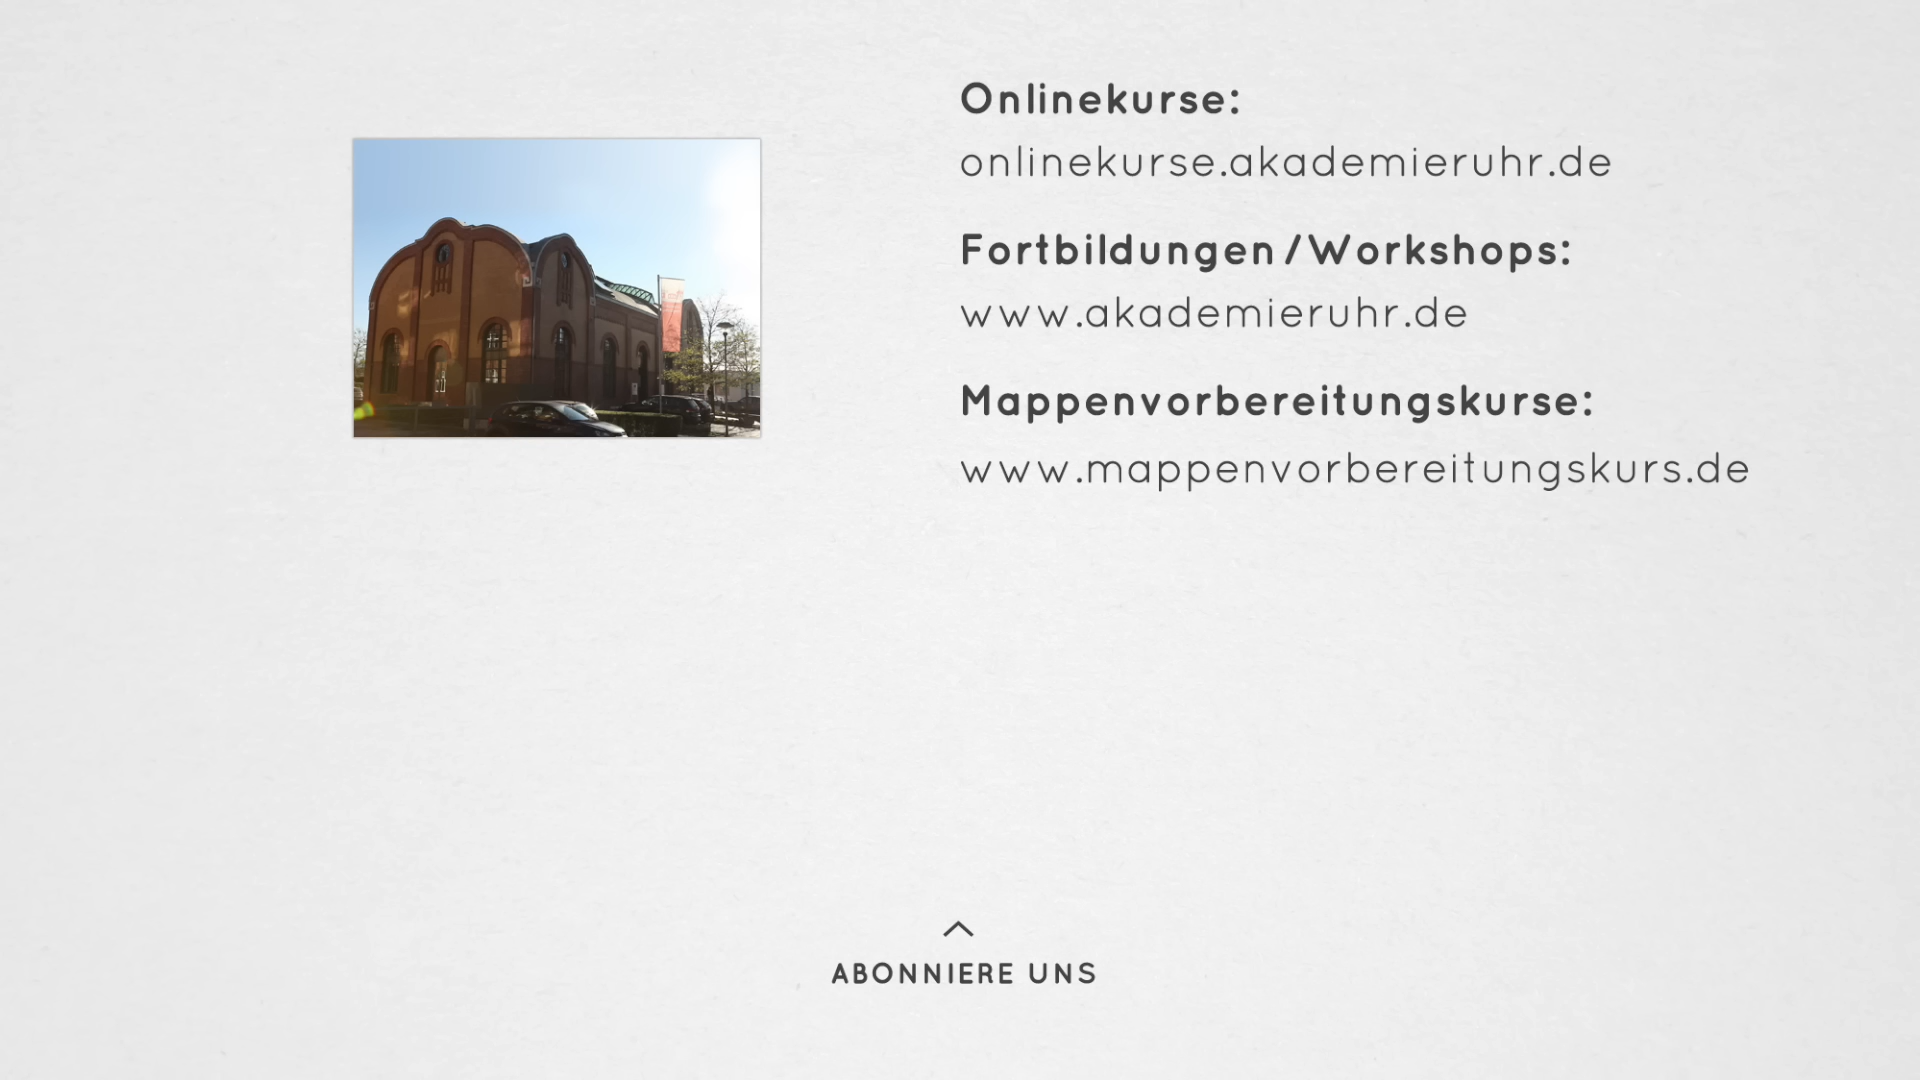 Onlinekurse:
onlinekurse.akademieruhr.de
Fortbildungen / Workshops:
www.akademieruhr.de
Mappenvorbereitungskurse:
www.mappenvorbereitungskurs.de
ABONNIERE UNS